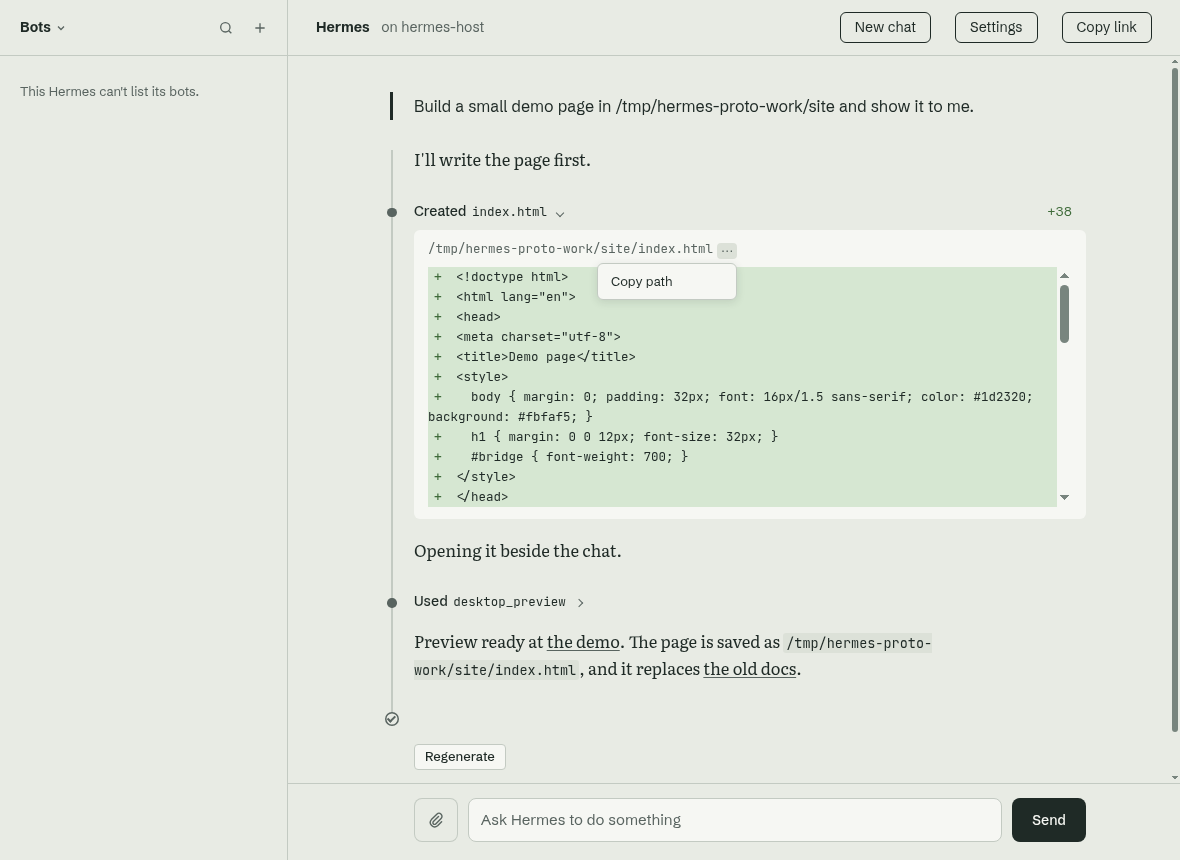 Bots
Hermes on hermes-host
New chat
Settings
Copy link
This Hermes can't list its bots.
Build a small demo page in /tmp/hermes-proto-work/site and show it to me.
I'll write the page first.
Created index.html
+38
/tmp/hermes-proto-work/site/index.html ...
Copy path
+ <!doctype html>
+ <html lang="en">
+ <head>
+ <meta charset="utf-8">
+ <title>Demo page</title>
+ <style>
+   body { margin: 0; padding: 32px; font: 16px/1.5 sans-serif; color: #1d2320;
background: #fbfaf5; }
+   h1 { margin: 0 0 12px; font-size: 32px; }
+   #bridge { font-weight: 700; }
+ </style>
+ </head>
Opening it beside the chat.
Used desktop_preview
Preview ready at the demo. The page is saved as /tmp/hermes-proto-
work/site/index.html, and it replaces the old docs.
Regenerate
Ask Hermes to do something
Send